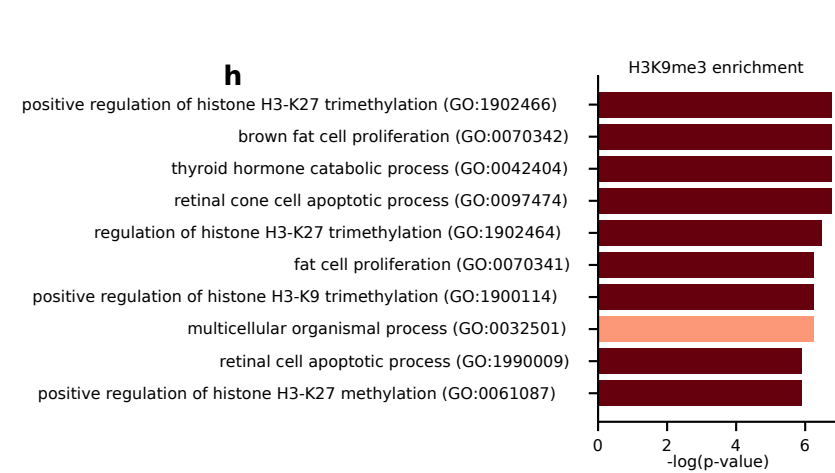 h
H3K9me3 enrichment
positive regulation of histone H3-K27 trimethylation (GO:1902466)
brown fat cell proliferation (GO:0070342)
thyroid hormone catabolic process (GO:0042404)
retinal cone cell apoptotic process (GO:0097474)
regulation of histone H3-K27 trimethylation (GO:1902464)
fat cell proliferation (GO:0070341)
positive regulation of histone H3-K9 trimethylation (GO:1900114)
multicellular organismal process (GO:0032501)
retinal cell apoptotic process (GO:1990009)
positive regulation of histone H3-K27 methylation (GO:0061087)
0 2 4 6
-log(p-value)